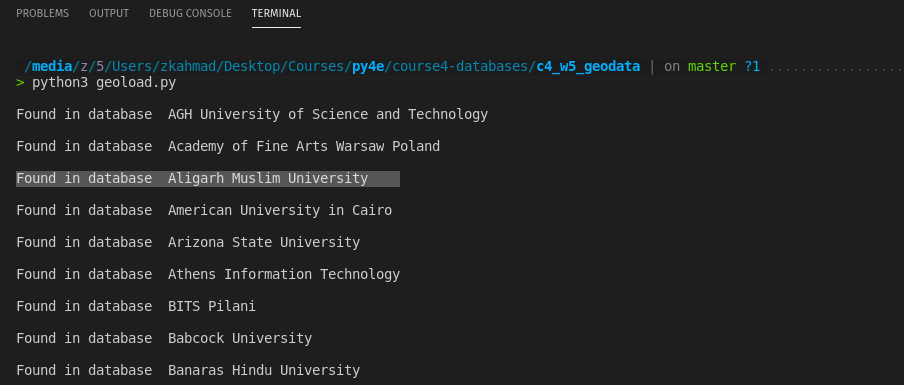 PROBLEMS OUTPUT DEBUG CONSOLE TERMINAL
/media/z/5/Users/zkahmad/Desktop/Courses/py4e/course4-databases/c4_w5_geodata | on master ?1 ................
> python3 geoload.py
Found in database  AGH University of Science and Technology
Found in database  Academy of Fine Arts Warsaw Poland
Found in database  Aligarh Muslim University
Found in database  American University in Cairo
Found in database  Arizona State University
Found in database  Athens Information Technology
Found in database  BITS Pilani
Found in database  Babcock University
Found in database  Banaras Hindu University